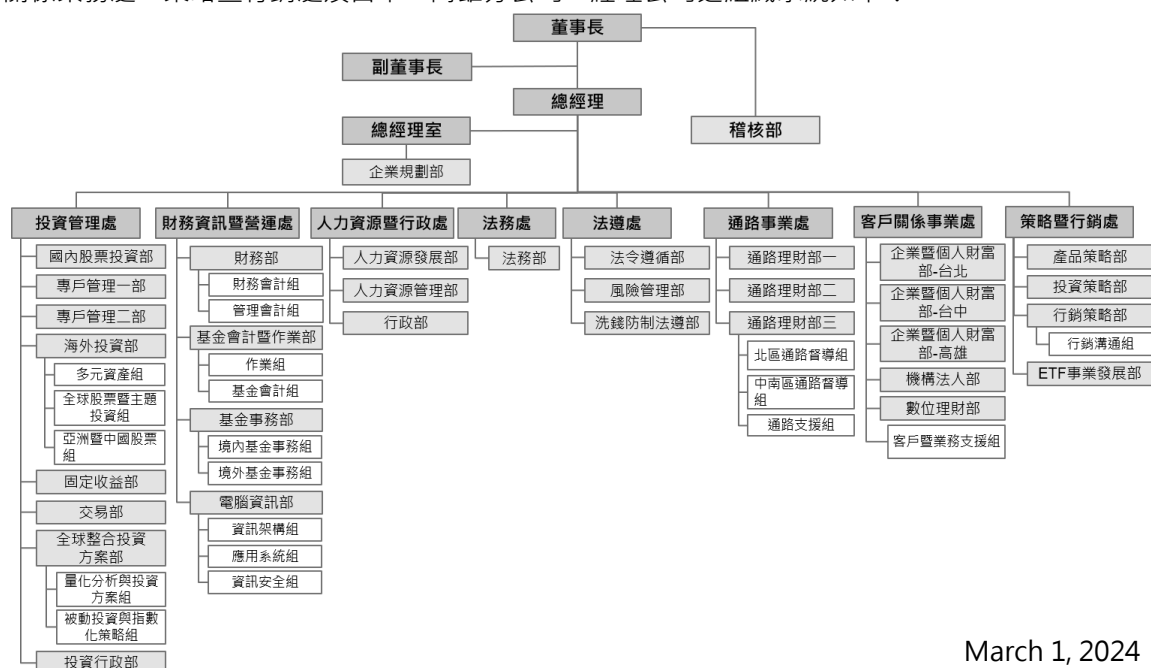 董事長
副董事長
總經理
總經理室
稽核部
企業規劃部
投資管理處
國內股票投資部
專戶管理一部
專戶管理二部
海外投資部
多元資產組
全球股票暨主題
投資組
亞洲暨中國股票
組
固定收益部
交易部
全球整合投資
方案部
量化分析與投資
方案組
被動投資與指數
化策略組
投資行政部
財務資訊暨營運處
財務部
財務會計組
管理會計組
基金會計暨作業部
作業組
基金會計組
基金事務部
境內基金事務組
境外基金事務組
電腦資訊部
資訊架構組
應用系統組
資訊安全組
人力資源暨行政處
人力資源發展部
人力資源管理部
行政部
法務處
法務部
法遵處
法令遵循部
風險管理部
洗錢防制法遵部
通路事業處
通路理財部一
通路理財部二
通路理財部三
北區通路督導組
中南區通路督導
組
通路支援組
客戶關係事業處
企業暨個人財富
部-台北
企業暨個人財富
部-台中
企業暨個人財富
部-高雄
機構法人部
數位理財部
客戶暨業務支援組
策略暨行銷處
產品策略部
投資策略部
行銷策略部
行銷溝通組
ETF事業發展部
March 1, 2024